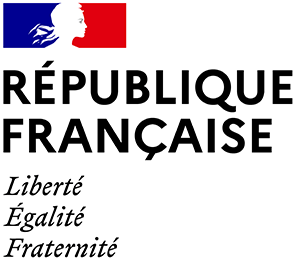 RÉPUBLIQUE
FRANÇAISE
Liberté
Égalité
Fraternité